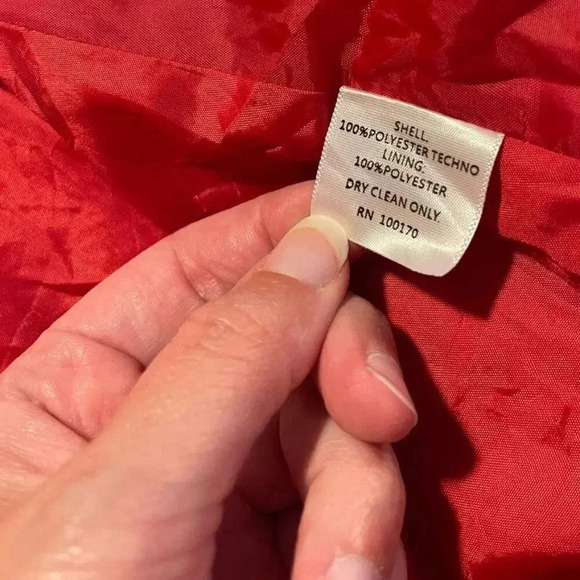 SHELL.
100%POLYESTER TECHNO
LINING:
100%POLYESTER
DRY CLEAN ONLY.
RN 100170